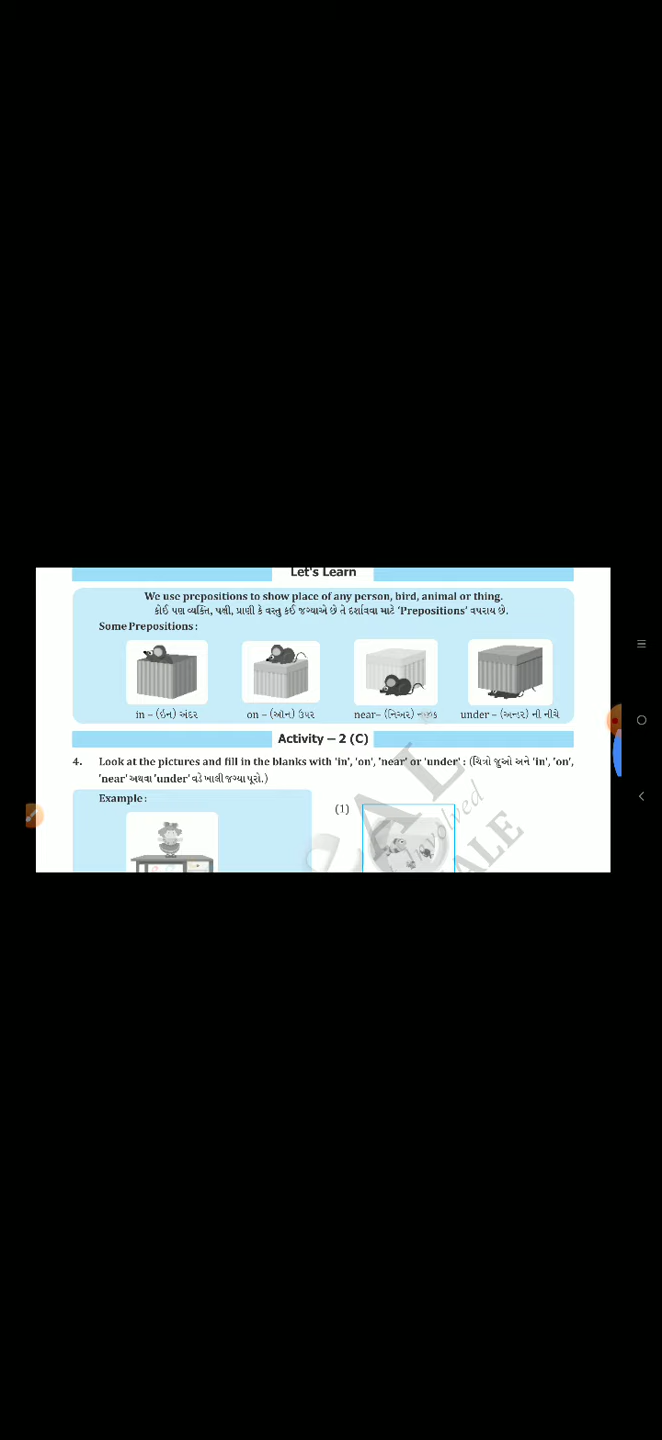 Let's Learn
We use prepositions to show place of any person, bird, animal or thing.
કોઈ પણ વ્યક્તિ, પક્ષી, પ્રાણી કે વસ્તુ કઈ જગ્યાએ છે તે દર્શાવવા માટે 'Prepositions' વપરાય છે.
Some Prepositions :
in – (ઇન) અંદર
on – (ઑન) ઉપર
near– (નિઅર)
under – (અન્ડર) ની નીચે
Activity – 2 (C)
4. Look at the pictures and fill in the blanks with 'in', 'on', 'near' or 'under' : (ચિત્રો જુઓ અને 'in', 'on',
'near' અથવા 'under' વડે ખાલી જગ્યા પૂરો.)
Example :
(1)
involved